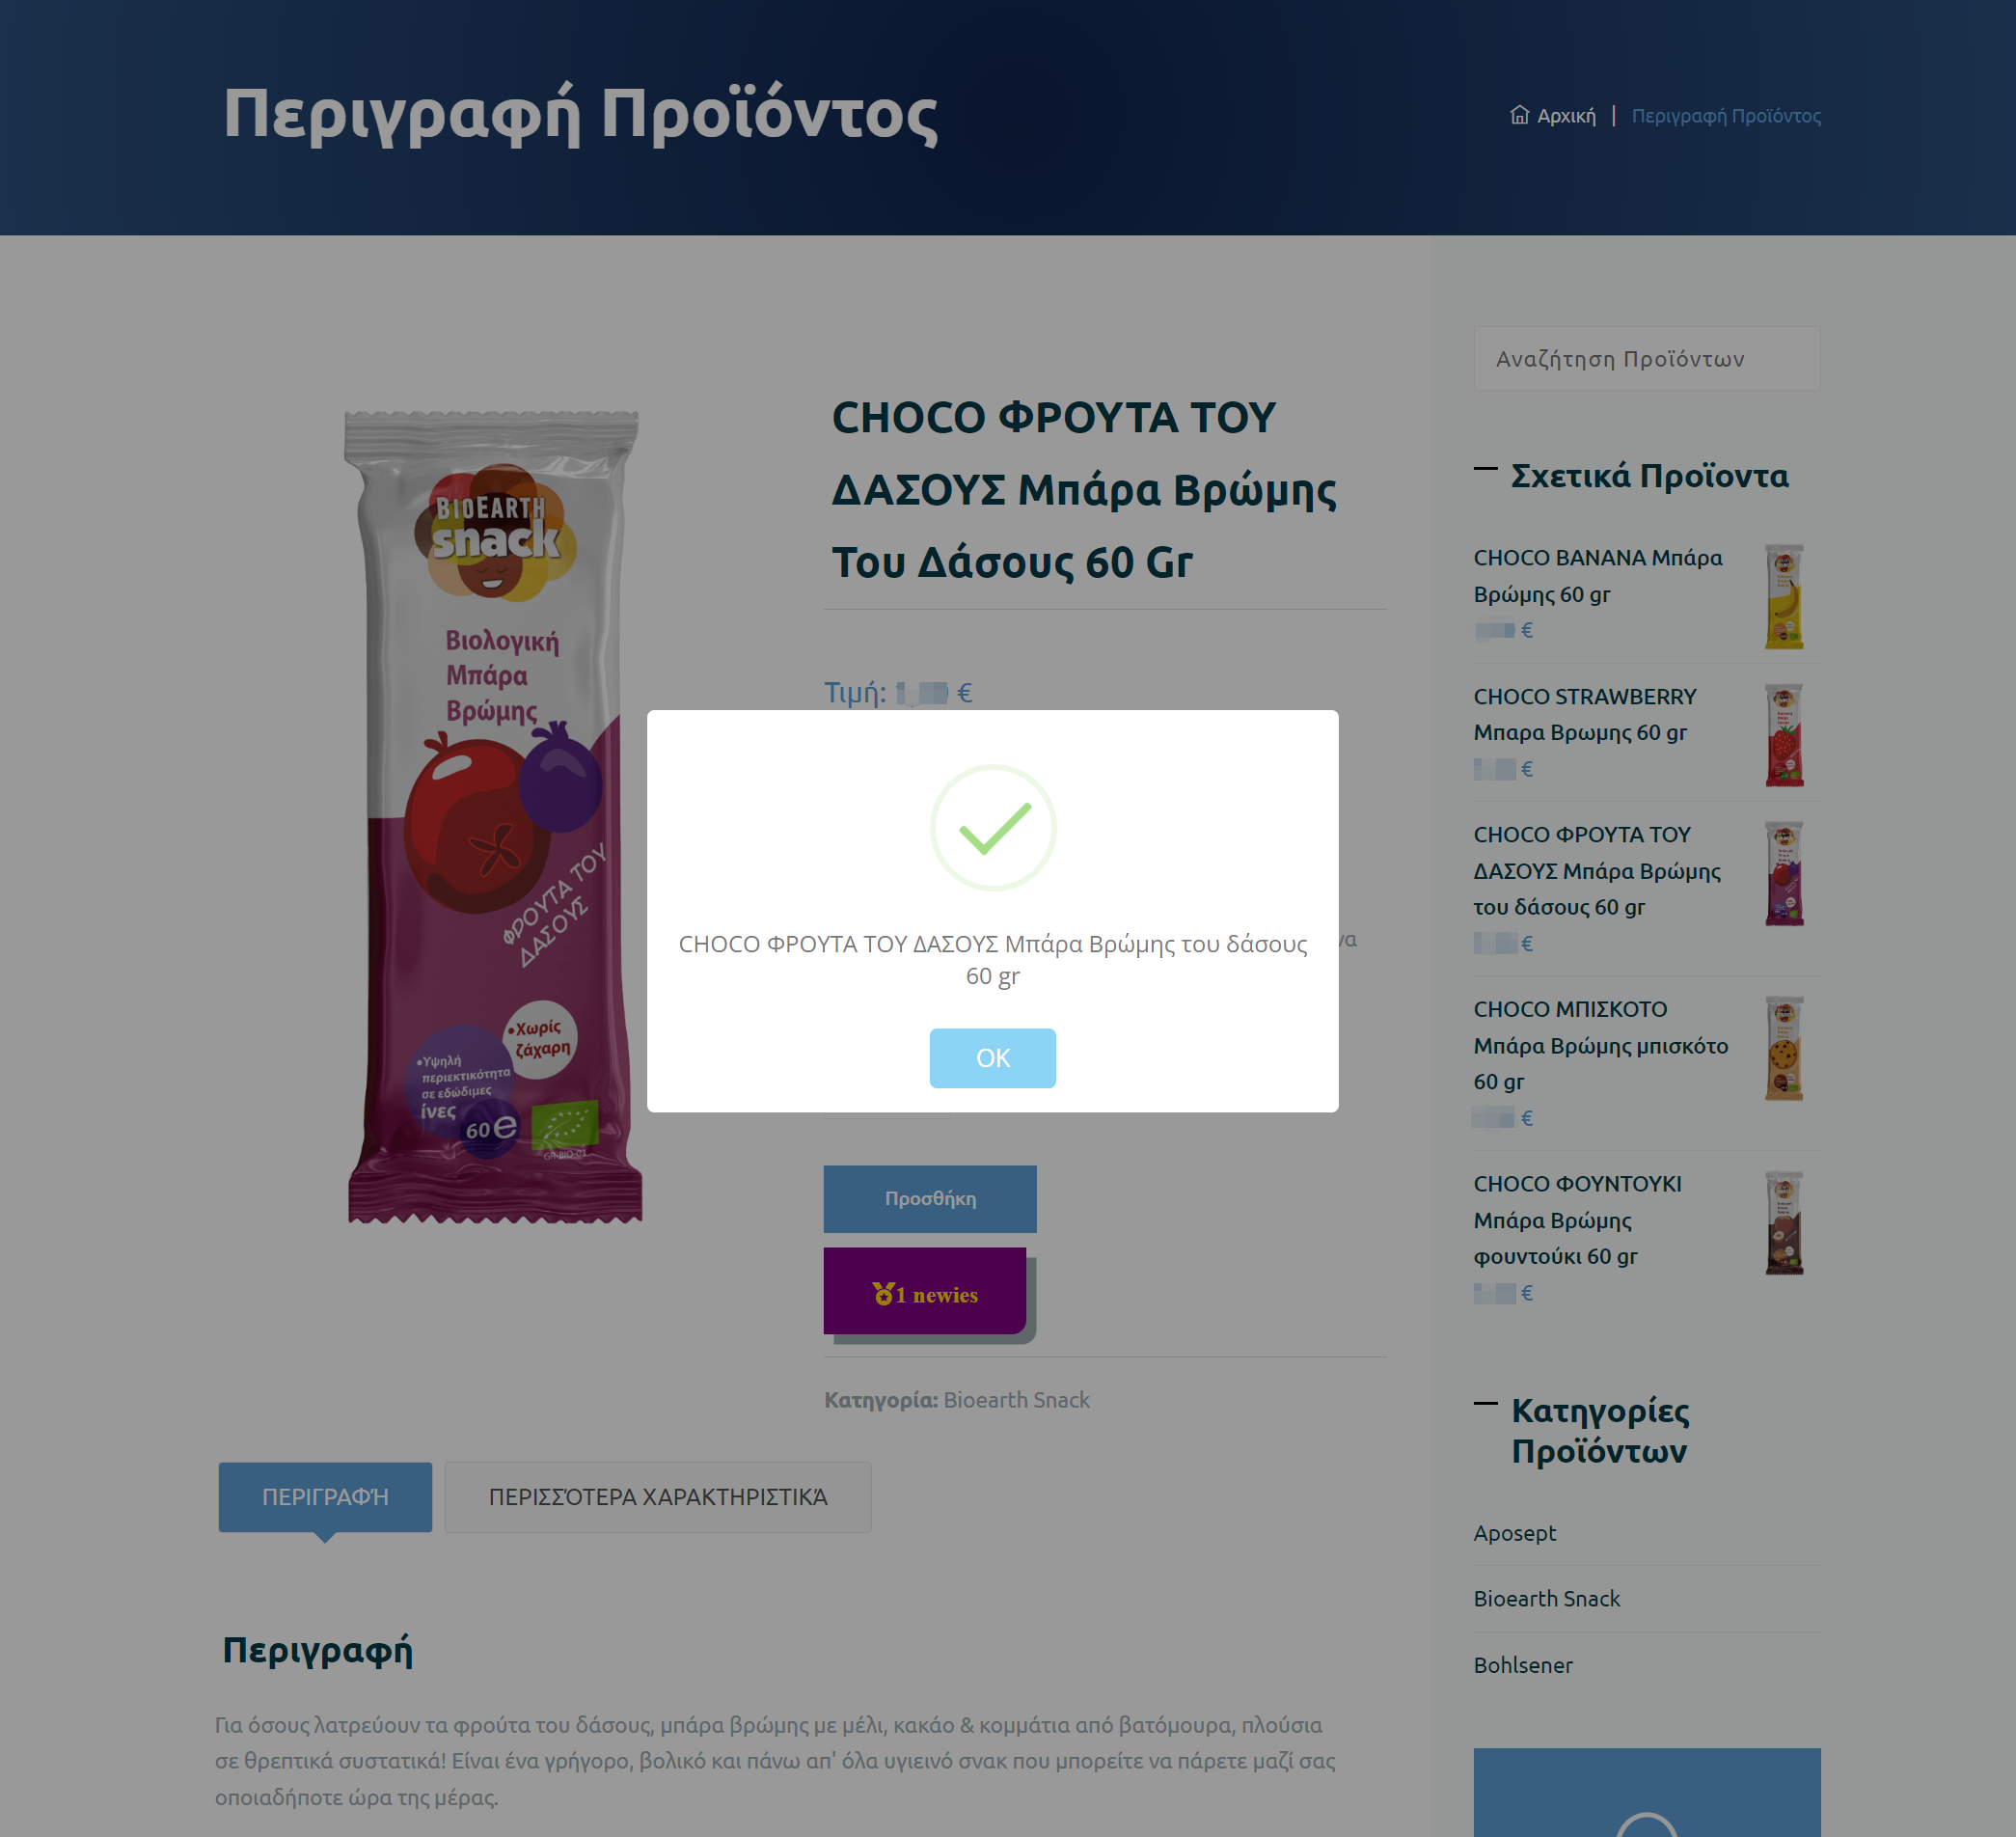 Περιγραφή Προϊόντος
Αρχική | Περιγραφή Προϊόντος
CHOCO ΦΡΟΥΤΑ ΤΟΥ
ΔΑΣΟΥΣ Μπάρα Βρώμης
Του Δάσους 60 Gr
Τιμή: €
BIOEARTH
snack
Βιολογική
Μπάρα
Βρώμης
ΦΡΟΥΤΑ ΤΟΥ
ΔΑΣΟΥΣ
•Χωρίς
ζάχαρη
•Υψηλή
περιεκτικότητα
σε εδώδιμες
ίνες
60e
CHOCO ΦΡΟΥΤΑ ΤΟΥ ΔΑΣΟΥΣ Μπάρα Βρώμης του δάσους
60 gr
OK
Προσθήκη
1 newies
Κατηγορία: Bioearth Snack
ΠΕΡΙΓΡΑΦΉ
ΠΕΡΙΣΣΌΤΕΡΑ ΧΑΡΑΚΤΗΡΙΣΤΙΚΆ
Περιγραφή
Για όσους λατρεύουν τα φρούτα του δάσους, μπάρα βρώμης με μέλι, κακάο & κομμάτια από βατόμουρα, πλούσια
σε θρεπτικά συστατικά! Είναι ένα γρήγορο, βολικό και πάνω απ' όλα υγιεινό σνακ που μπορείτε να πάρετε μαζί σας
οποιαδήποτε ώρα της μέρας.
Αναζήτηση Προϊόντων
Σχετικά Προϊοντα
CHOCO BANANA Μπάρα
Βρώμης 60 gr
€
CHOCO STRAWBERRY
Μπαρα Βρωμης 60 gr
€
CHOCO ΦΡΟΥΤΑ ΤΟΥ
ΔΑΣΟΥΣ Μπάρα Βρώμης
του δάσους 60 gr
€
CHOCO ΜΠΙΣΚΟΤΟ
Μπάρα Βρώμης μπισκότο
60 gr
€
CHOCO ΦΟΥΝΤΟΥΚΙ
Μπάρα Βρώμης
φουντούκι 60 gr
€
Κατηγορίες
Προϊόντων
Aposept
Bioearth Snack
Bohlsener